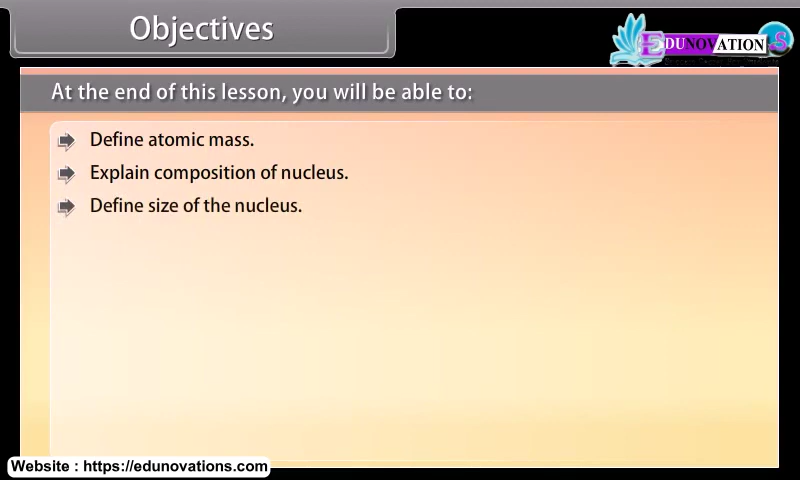 Objectives
EDUNOVATION.S
At the end of this lesson, you will be able to:
Define atomic mass.
Explain composition of nucleus.
Define size of the nucleus.
Website : https://edunovations.com